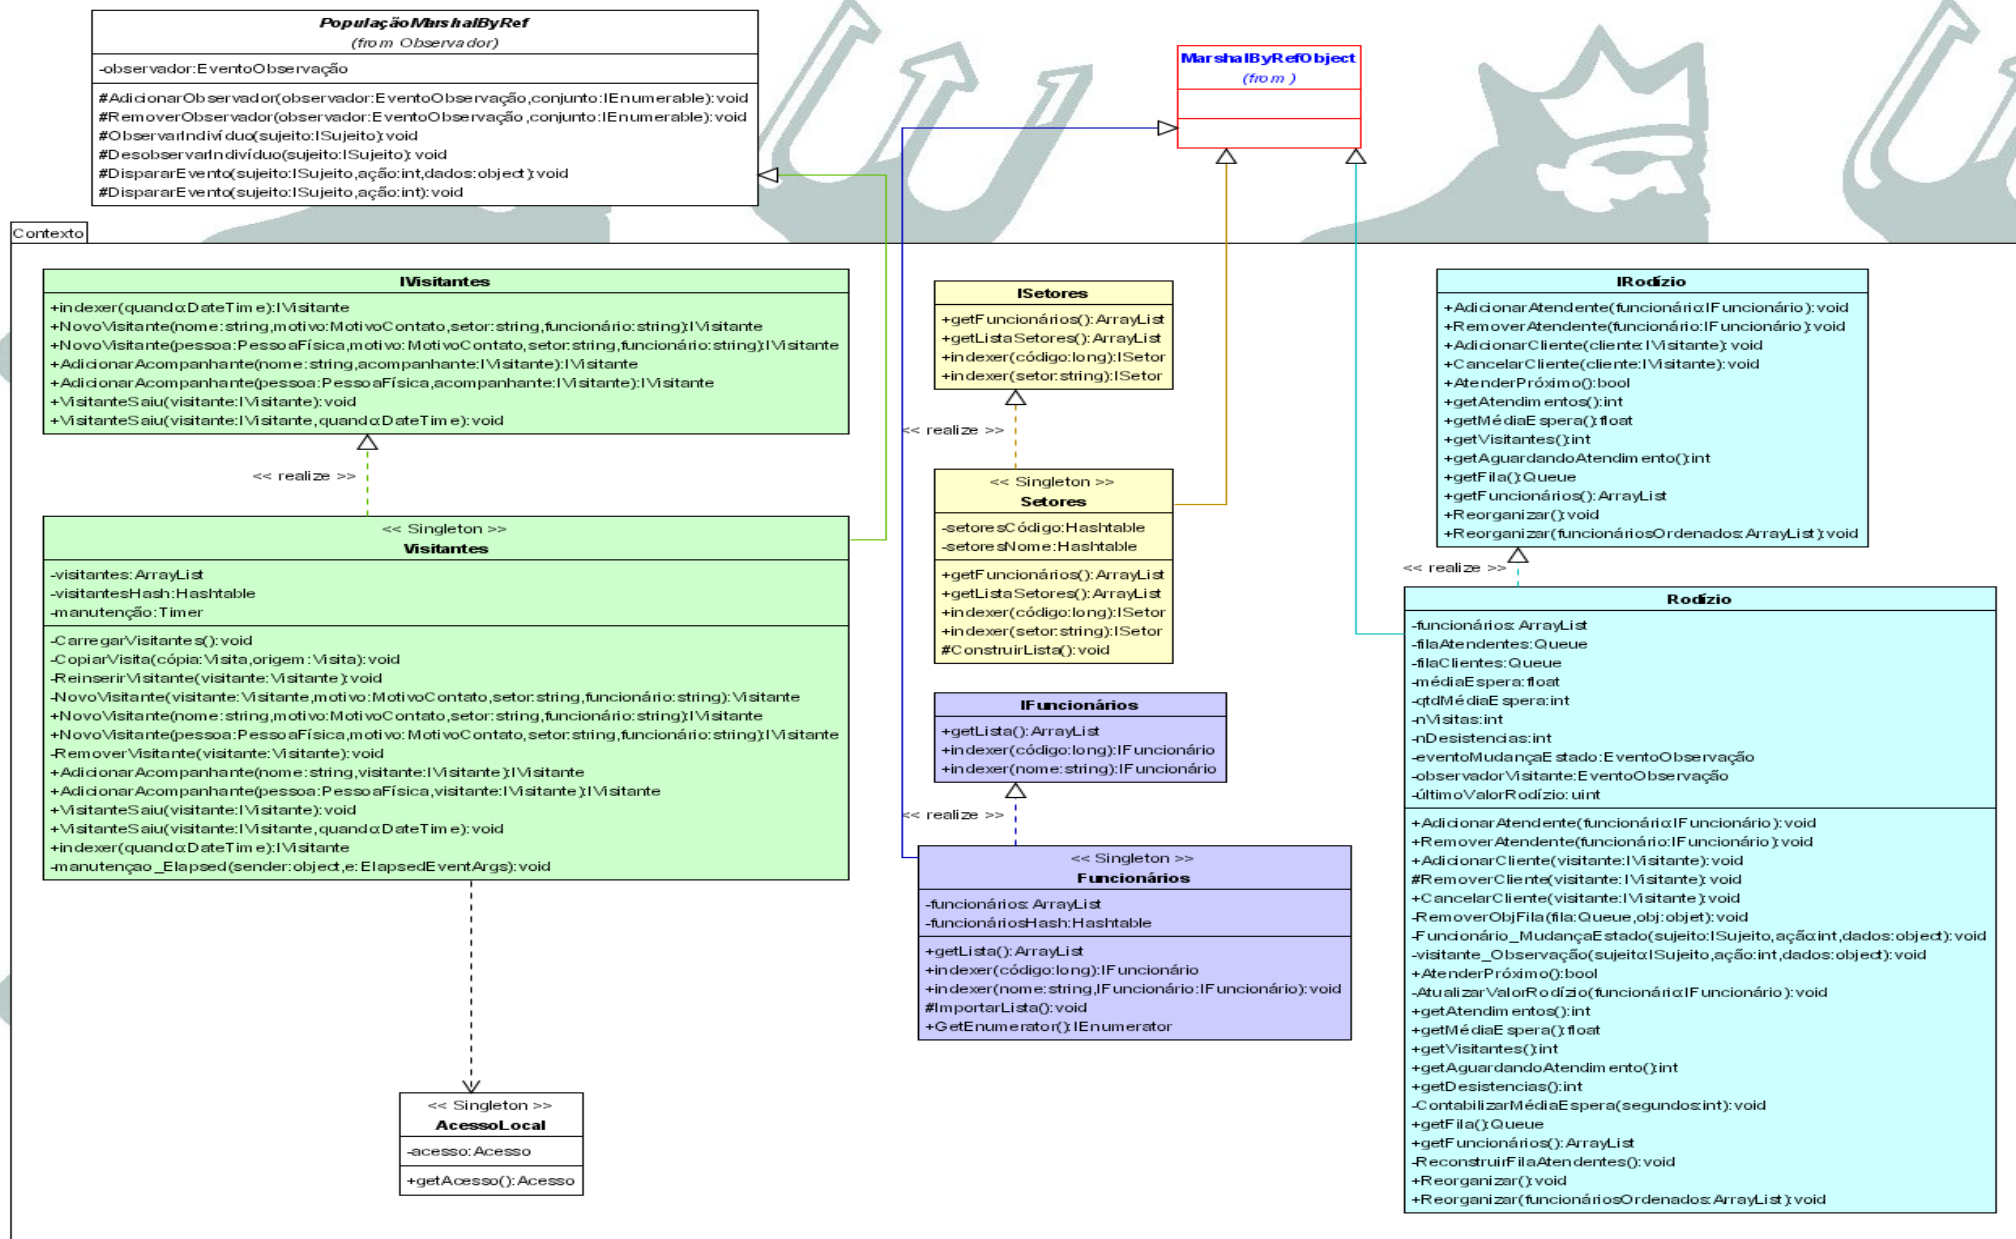 PopulaçãoMarshalByRef
(from Observador)
-observador:EventoObservação
#AdicionarObservador(observador:EventoObservação,conjunto:IEnumerable):void
#RemoverObservador(observador:EventoObservação,conjunto:IEnumerable):void
#ObservarIndivíduo(sujeito:ISujeito):void
#DesobservarIndivíduo(sujeito:ISujeito):void
#DispararEvento(sujeito:ISujeito,ação:int,dados:object):void
#DispararEvento(sujeito:ISujeito,ação:int):void
MarshalByRefObject
(from )
Contexto
IVisitantes
+indexer(quando:DateTime):IVisitante
+NovoVisitante(nome:string,motivo:MotivoContato,setor:string,funcionário:string):IVisitante
+NovoVisitante(pessoa:PessoaFísica,motivo:MotivoContato,setor:string,funcionário:string):IVisitante
+AdicionarAcompanhante(nome:string,acompanhante:IVisitante):IVisitante
+AdicionarAcompanhante(pessoa:PessoaFísica,acompanhante:IVisitante):IVisitante
+VisitanteSaiu(visitante:IVisitante):void
+VisitanteSaiu(visitante:IVisitante,quando:DateTime):void
<< realize >>
<< Singleton >>
Visitantes
-visitantes:ArrayList
-visitantesHash:Hashtable
-manutenção:Timer
-CarregarVisitantes():void
-CopiarVisita(cópia:Visita,origem:Visita):void
-ReinserirVisitante(visitante:Visitante):void
-NovoVisitante(visitante:Visitante,motivo:MotivoContato,setor:string,funcionário:string):Visitante
+NovoVisitante(nome:string,motivo:MotivoContato,setor:string,funcionário:string):IVisitante
+NovoVisitante(pessoa:PessoaFísica,motivo:MotivoContato,setor:string,funcionário:string):IVisitante
-RemoverVisitante(visitante:Visitante):void
+AdicionarAcompanhante(nome:string,visitante:IVisitante):IVisitante
+AdicionarAcompanhante(pessoa:PessoaFísica,visitante:IVisitante):IVisitante
+VisitanteSaiu(visitante:IVisitante):void
+VisitanteSaiu(visitante:IVisitante,quando:DateTime):void
+indexer(quando:DateTime):IVisitante
-manutençao_Elapsed(sender:object,e:ElapsedEventArgs):void
<< Singleton >>
AcessoLocal
-acesso:Acesso
+getAcesso():Acesso
ISetores
+getFuncionários():ArrayList
+getListaSetores():ArrayList
+indexer(código:long):ISetor
+indexer(setor:string):ISetor
<< realize >>
<< Singleton >>
Setores
-setoresCódigo:Hashtable
-setoresNome:Hashtable
+getFuncionários():ArrayList
+getListaSetores():ArrayList
+indexer(código:long):ISetor
+indexer(setor:string):ISetor
#ConstruirLista():void
IFuncionários
+getLista():ArrayList
+indexer(código:long):IFuncionário
+indexer(nome:string):IFuncionário
<< realize >>
<< Singleton >>
Funcionários
-funcionários:ArrayList
-funcionáriosHash:Hashtable
+getLista():ArrayList
+indexer(código:long):IFuncionário
+indexer(nome:string,IFuncionário:IFuncionário):void
#ImportarLista():void
+GetEnumerator():IEnumerator
IRodízio
+AdicionarAtendente(funcionário:IFuncionário):void
+RemoverAtendente(funcionário:IFuncionário):void
+AdicionarCliente(cliente:IVisitante):void
+CancelarCliente(cliente:IVisitante):void
+AtenderPróximo():bool
+getAtendimentos():int
+getMédiaEspera():float
+getVisitantes():int
+getAguardandoAtendimento():int
+getFila():Queue
+getFuncionários():ArrayList
+Reorganizar():void
+Reorganizar(funcionáriosOrdenados:ArrayList):void
<< realize >>
Rodízio
-funcionários:ArrayList
-filaAtendentes:Queue
-filaClientes:Queue
-médiaEspera:float
-qtdMédiaEspera:int
-nVisitas:int
-nDesistencias:int
-eventoMudançaEstado:EventoObservação
-observadorVisitante:EventoObservação
-últimoValorRodízio:uint
+AdicionarAtendente(funcionário:IFuncionário):void
+RemoverAtendente(funcionário:IFuncionário):void
+AdicionarCliente(visitante:IVisitante):void
#RemoverCliente(visitante:IVisitante):void
+CancelarCliente(visitante:IVisitante):void
-RemoverObjFila(fila:Queue,obj:objet):void
-Funcionário_MudançaEstado(sujeito:ISujeito,ação:int,dados:object):void
-visitante_Observação(sujeito:ISujeito,ação:int,dados:object):void
+AtenderPróximo():bool
-AtualizarValorRodízio(funcionário:IFuncionário):void
+getAtendimentos():int
+getMédiaEspera():float
+getVisitantes():int
+getAguardandoAtendimento():int
+getDesistencias():int
-ContabilizarMédiaEspera(segundos:int):void
+getFila():Queue
+getFuncionários():ArrayList
-ReconstruirFilaAtendentes():void
+Reorganizar():void
+Reorganizar(funcionáriosOrdenados:ArrayList):void